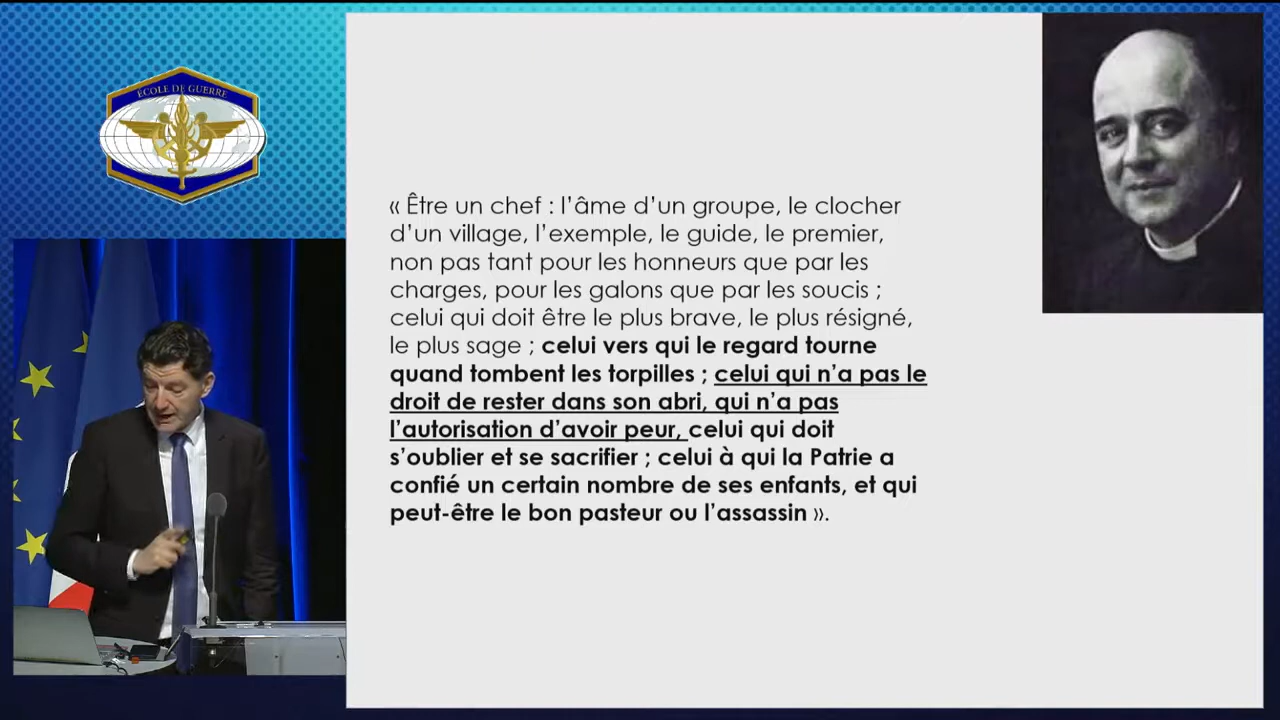 ECOLE DE GUERRE
« Être un chef : l’âme d’un groupe, le clocher
d’un village, l’exemple, le guide, le premier,
non pas tant pour les honneurs que par les
charges, pour les galons que par les soucis ;
celui qui doit être le plus brave, le plus résigné,
le plus sage ; celui vers qui le regard tourne
quand tombent les torpilles ; celui qui n’a pas le
droit de rester dans son abri, qui n’a pas
l’autorisation d’avoir peur, celui qui doit
s’oublier et se sacrifier ; celui à qui la Patrie a
confié un certain nombre de ses enfants, et qui
peut-être le bon pasteur ou l’assassin ».